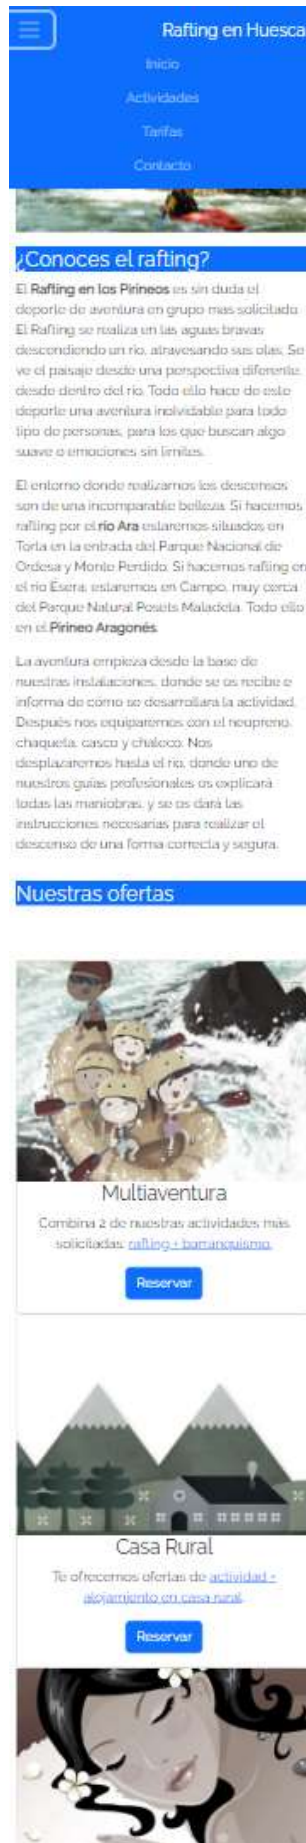 Rafting en Huesca
Inicio
Actividades
Tarifas
Contacto
¿Conoces el rafting?
El Rafting en los Pirineos es sin duda el
deporte de aventura en grupo mas solicitado.
El Rafting se realiza en las aguas bravas
descendiendo un rio, atravesando sus olas. Se
ve el paisaje desde una perspectiva diferente,
desde dentro del rio. Todo ello hace de este
deporte una aventura inolvidable para todo
tipo de personas, para los que buscan algo
suave o emociones sin limites.
El entorno donde realizamos los descensos
son de una incomparable belleza. Si hacemos
rafting por el rio Ara estaremos situados en
Torla en la entrada del Parque Nacional de
Ordesa y Monte Perdido. Si hacemos rafting en
el rio Esera, estaremos en Campo, muy cerca
del Parque Natural Posets Maladeta. Todo ello
en el Pirineo Aragonés.
La aventura empieza desde la base de
nuestras instalaciones, donde se os recibe e
informa de cómo se desarrollara la actividad.
Después nos equiparemos con el neopreno,
chaqueta, casco y chaleco. Nos
desplazaremos hasta el rio, donde uno de
nuestros guias profesionales os explicará
todas las maniobras, y se os dará las
instrucciones necesarias para realizar el
descenso de una forma correcta y segura.
Nuestras ofertas
Multiaventura
Combina 2 de nuestras actividades más
solicitadas: rafting + barranquismo.
Reservar
Casa Rural
Te ofrecemos ofertas de actividad +
alojamiento en casa rural.
Reservar